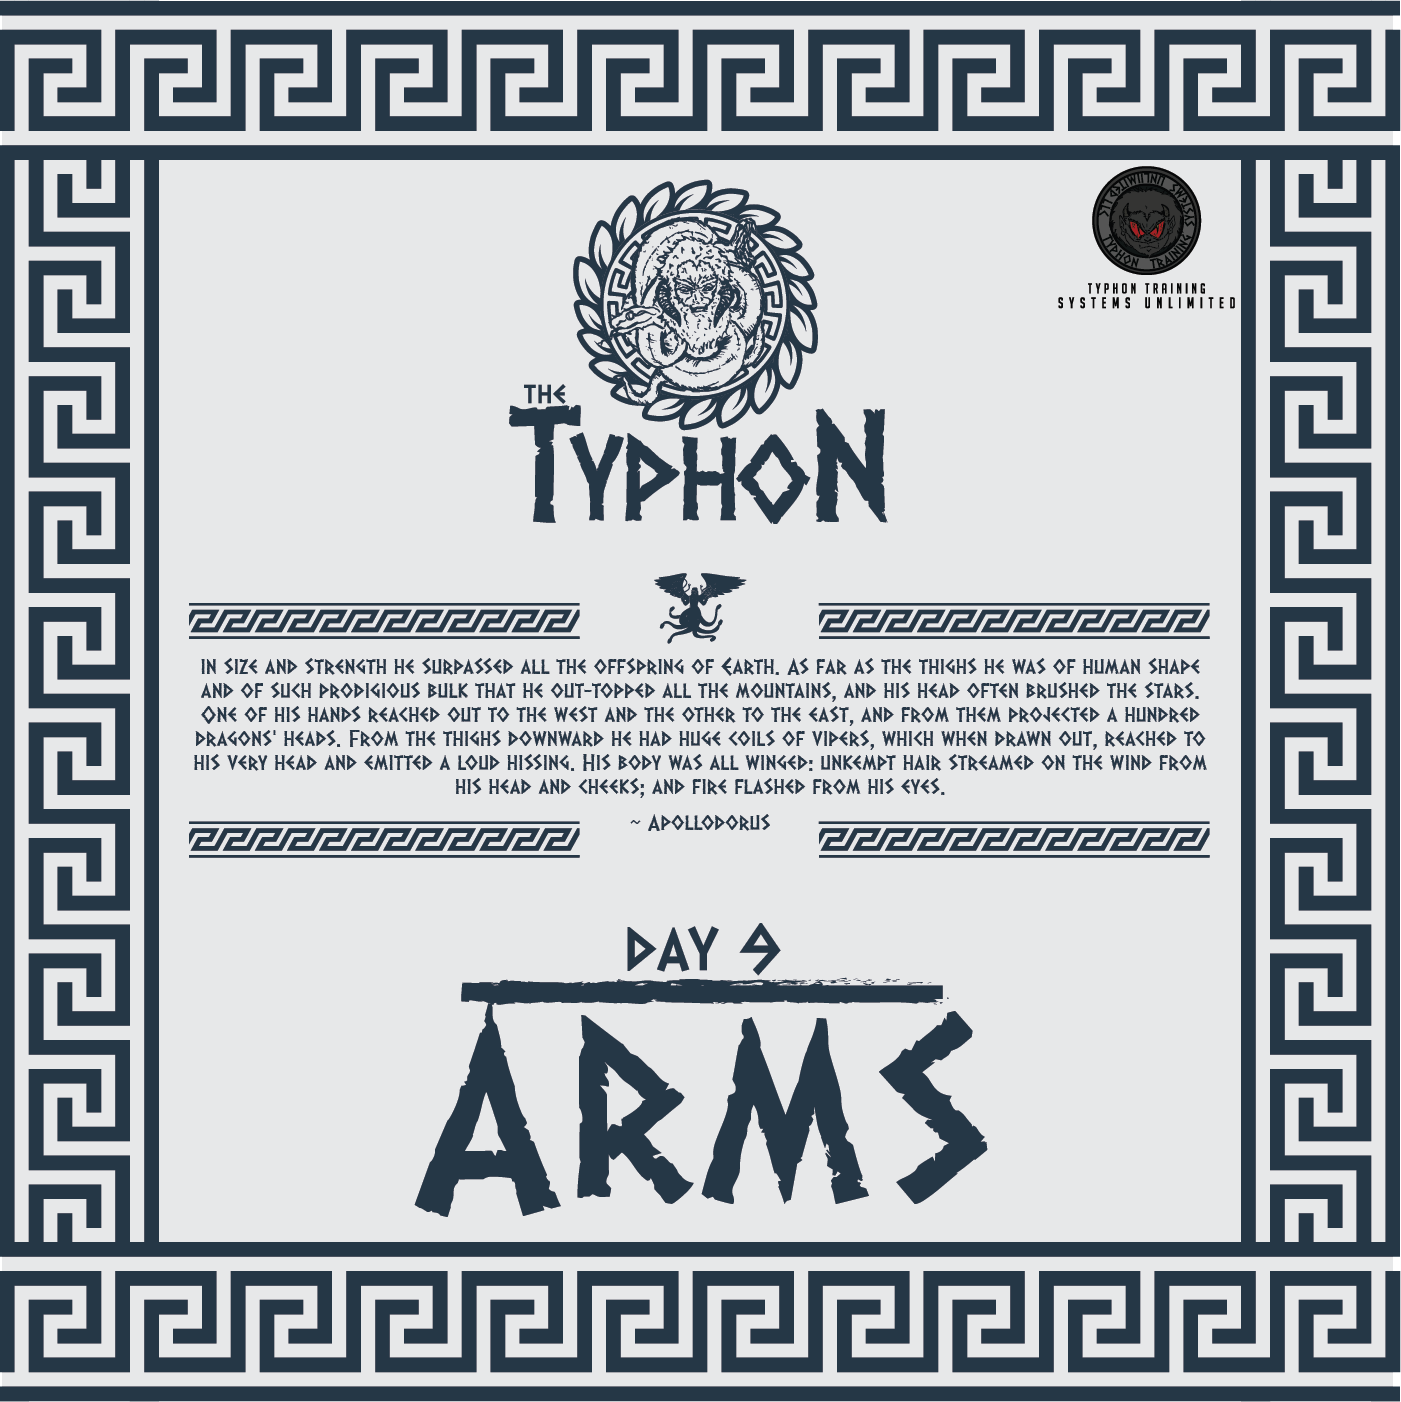 TYPHON TRAINING SYSTEMS UNLIMITED LLC
TYPHON TRAINING
SYSTEMS UNLIMITED
THE
TYPHON
IN SIZE AND STRENGTH HE SURPASSED ALL THE OFFSPRING OF EARTH. AS FAR AS THE THIGHS HE WAS OF HUMAN SHAPE
AND OF SUCH PRODIGIOUS BULK THAT HE OUT-TOPPED ALL THE MOUNTAINS, AND HIS HEAD OFTEN BRUSHED THE STARS.
ONE OF HIS HANDS REACHED OUT TO THE WEST AND THE OTHER TO THE EAST, AND FROM THEM PROJECTED A HUNDRED
DRAGONS' HEADS. FROM THE THIGHS DOWNWARD HE HAD HUGE COILS OF VIPERS, WHICH WHEN DRAWN OUT, REACHED TO
HIS VERY HEAD AND EMITTED A LOUD HISSING. HIS BODY WAS ALL WINGED: UNKEMPT HAIR STREAMED ON THE WIND FROM
HIS HEAD AND CHEEKS; AND FIRE FLASHED FROM HIS EYES.
~ APOLLODORUS
DAY 9
ARMS